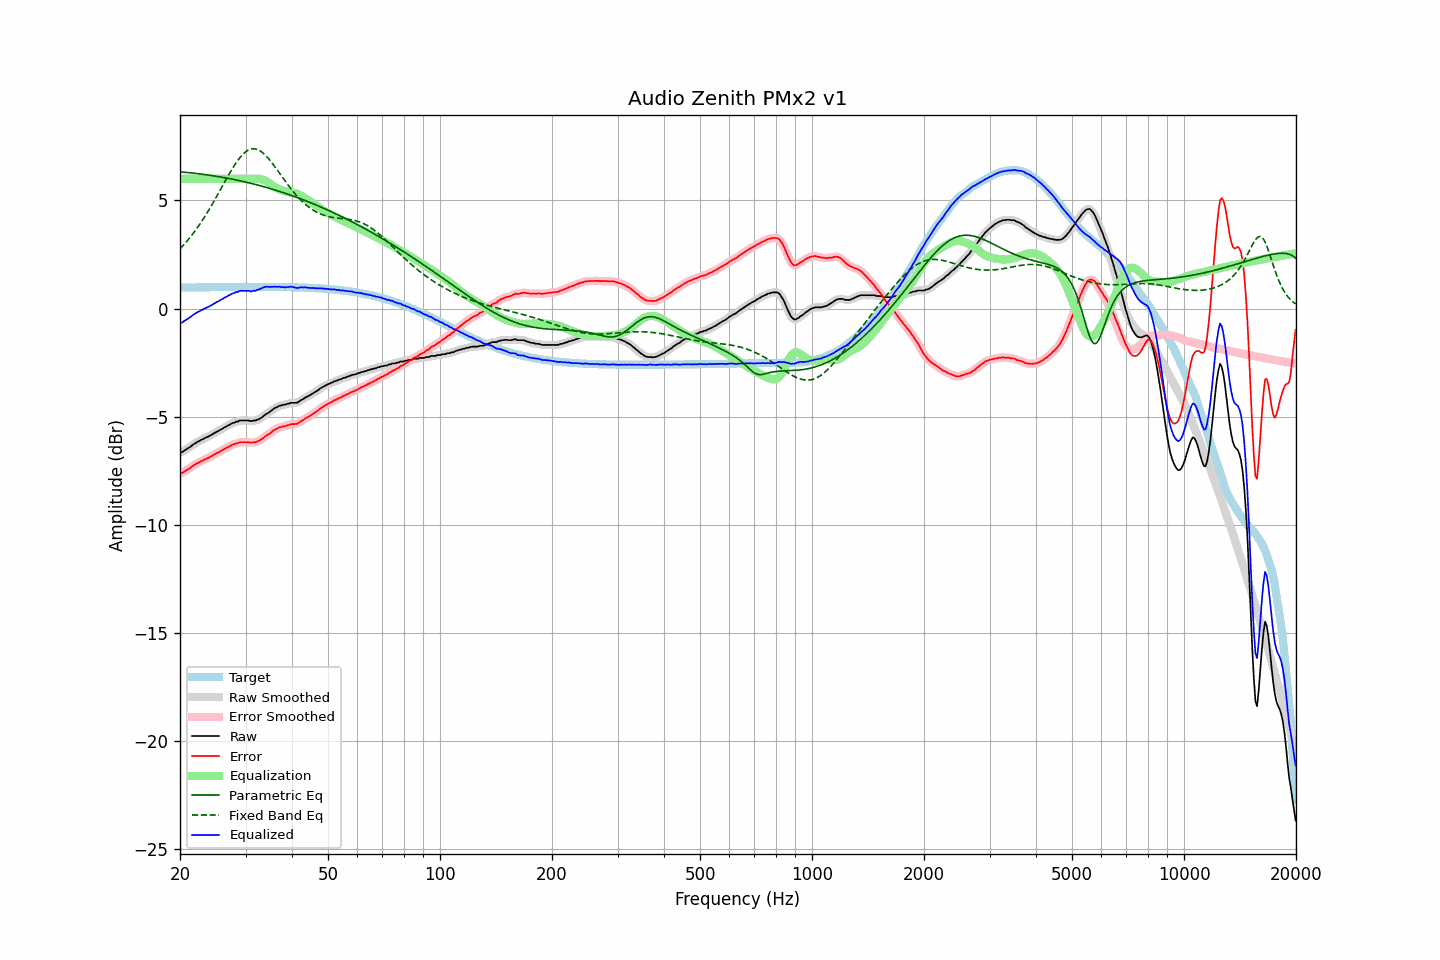 Audio Zenith PMx2 v1
Amplitude (dBr)
5
0
−5
−10
−15
−20
−25
Target
Raw Smoothed
Error Smoothed
Raw
Error
Equalization
Parametric Eq
Fixed Band Eq
Equalized
20
50
100
200
500
1000
2000
5000
10000
20000
Frequency (Hz)